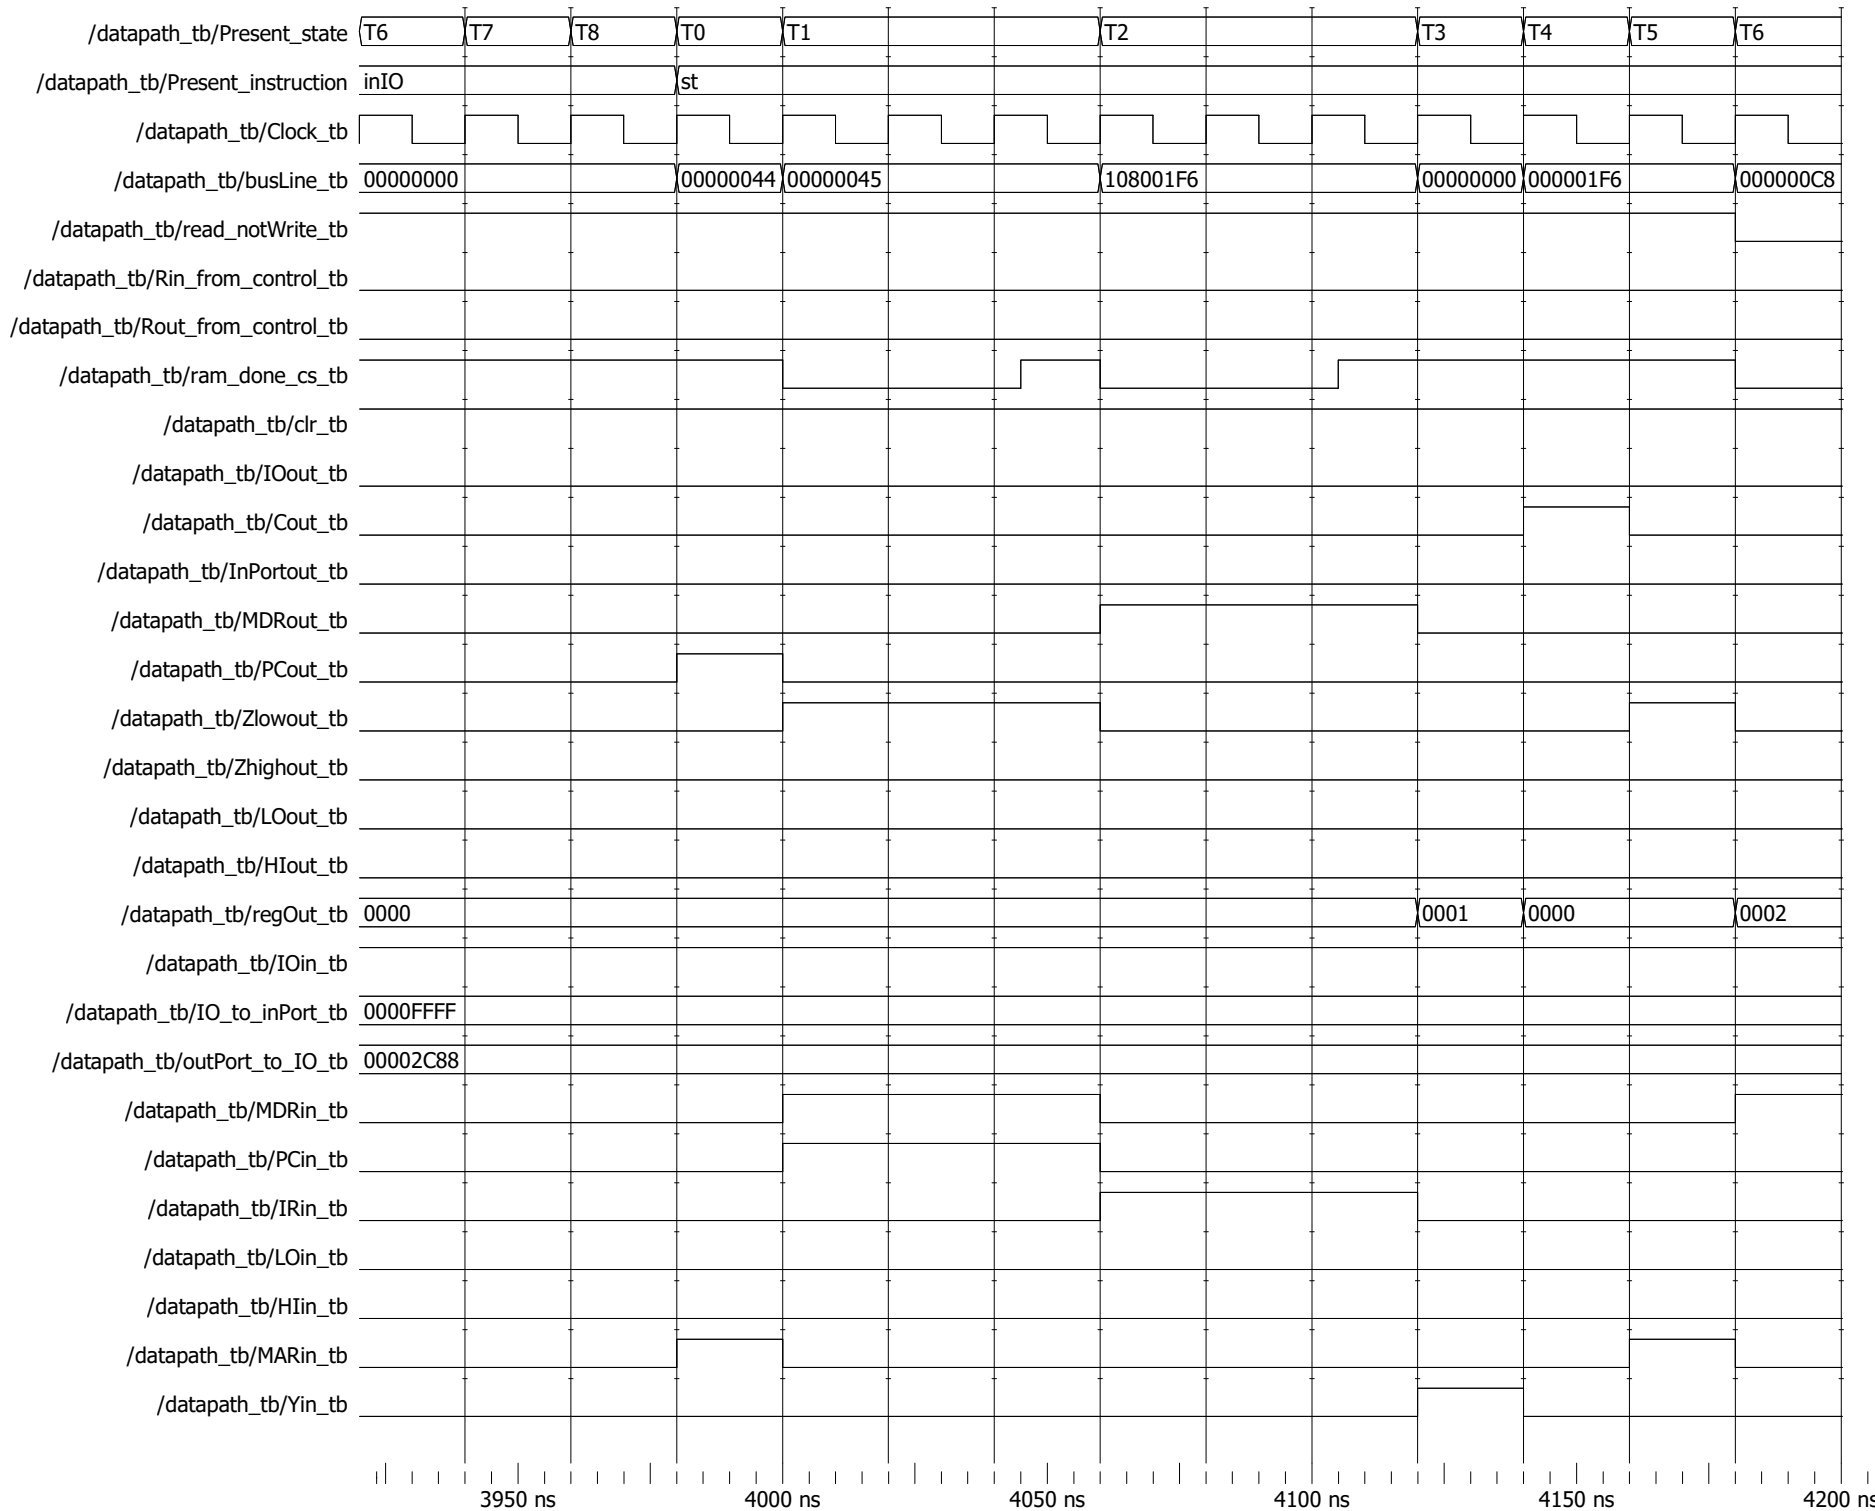 /datapath_tb/Present_state T6 T7 T8 T0 T1 T2 T3 T4 T5 T6
/datapath_tb/Present_instruction inIO st
/datapath_tb/Clock_tb
/datapath_tb/busLine_tb 00000000 00000044 00000045 108001F6 00000000 000001F6 000000C8
/datapath_tb/read_notWrite_tb
/datapath_tb/Rin_from_control_tb
/datapath_tb/Rout_from_control_tb
/datapath_tb/ram_done_cs_tb
/datapath_tb/clr_tb
/datapath_tb/IOout_tb
/datapath_tb/Cout_tb
/datapath_tb/InPortout_tb
/datapath_tb/MDRout_tb
/datapath_tb/PCout_tb
/datapath_tb/Zlowout_tb
/datapath_tb/Zhighout_tb
/datapath_tb/LOout_tb
/datapath_tb/HIout_tb
/datapath_tb/regOut_tb 0000 0001 0000 0002
/datapath_tb/IOin_tb
/datapath_tb/IO_to_inPort_tb 0000FFFF
/datapath_tb/outPort_to_IO_tb 00002C88
/datapath_tb/MDRin_tb
/datapath_tb/PCin_tb
/datapath_tb/IRin_tb
/datapath_tb/LOin_tb
/datapath_tb/HIin_tb
/datapath_tb/MARin_tb
/datapath_tb/Yin_tb
3950 ns 4000 ns 4050 ns 4100 ns 4150 ns 4200 ns